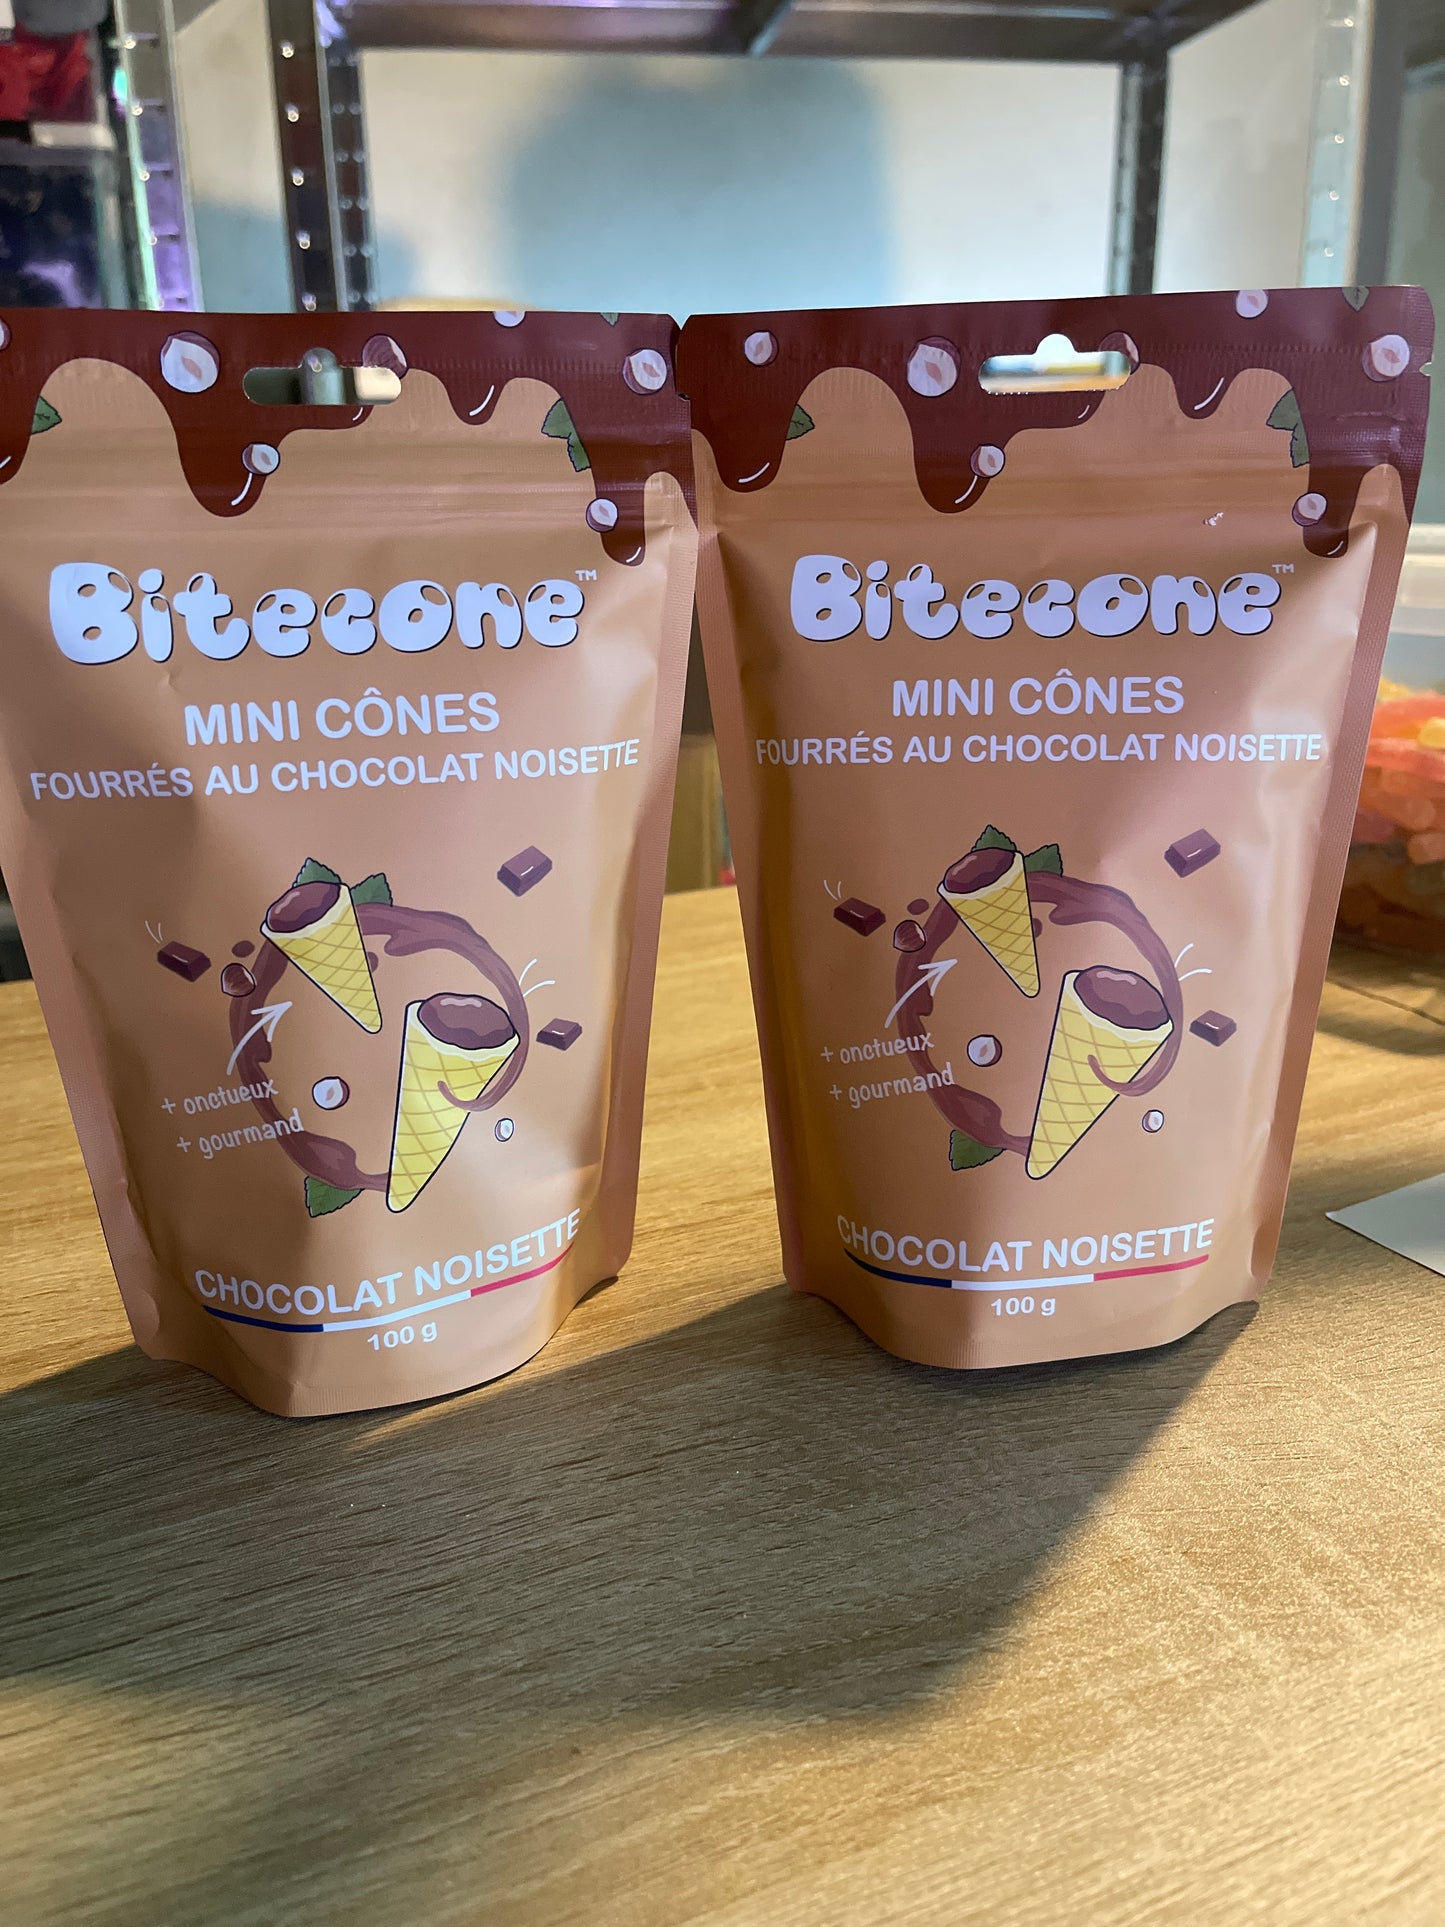 Bitecone™
MINI CÔNES
FOURRÉS AU CHOCOLAT NOISETTE
+ onctueux
+ gourmand
CHOCOLAT NOISETTE
100 g
Bitecone™
MINI CÔNES
FOURRÉS AU CHOCOLAT NOISETTE
+ onctueux
+ gourmand
CHOCOLAT NOISETTE
100 g